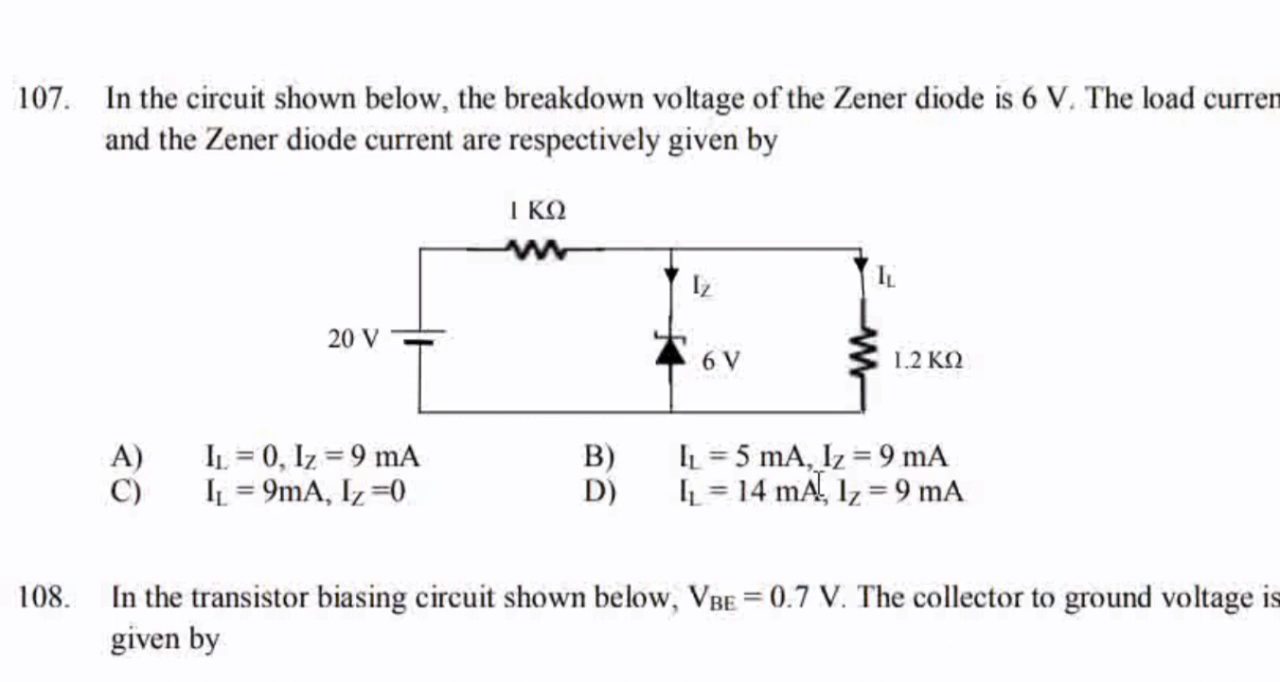 107. In the circuit shown below, the breakdown voltage of the Zener diode is 6 V. The load curren
and the Zener diode current are respectively given by
1 KΩ
I_Z
I_L
20 V
6 V
1.2 KΩ
A) I_L = 0, I_Z = 9 mA B) I_L = 5 mA, I_Z = 9 mA
C) I_L = 9mA, I_Z =0 D) I_L = 14 mA, I_Z = 9 mA
108. In the transistor biasing circuit shown below, V_BE = 0.7 V. The collector to ground voltage is
given by